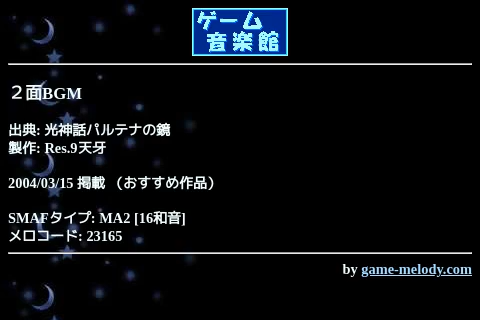 ゲーム
音楽館
２面BGM
出典: 光神話パルテナの鏡
製作: Res.9天牙
2004/03/15 掲載 （おすすめ作品）
SMAFタイプ: MA2 [16和音]
メロコード: 23165
by game-melody.com